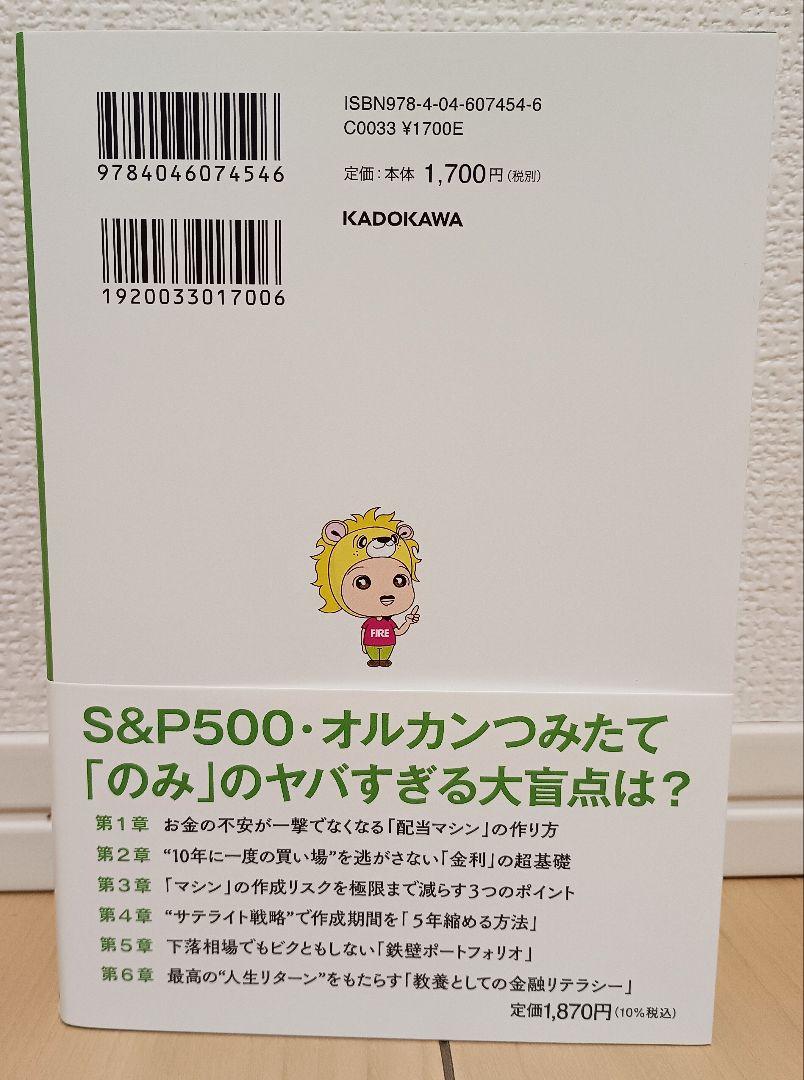 ISBN978-4-04-607454-6
C0033 ¥1700E
9784046074546
定価：本体 1,700円（税別）
KADOKAWA
1920033017006
FIRE
S&P500・オルカンつみたて
「のみ」のヤバすぎる大盲点は？
第1章 お金の不安が一撃でなくなる「配当マシン」の作り方
第2章 “10年に一度の買い場”を逃がさない「金利」の超基礎
第3章 「マシン」の作成リスクを極限まで減らす3つのポイント
第4章 “サテライト戦略”で作成期間を「5年縮める方法」
第5章 下落相場でもビクともしない「鉄壁ポートフォリオ」
第6章 最高の“人生リターン”をもたらす「教養としての金融リテラシー」
定価1,870円（10%税込）